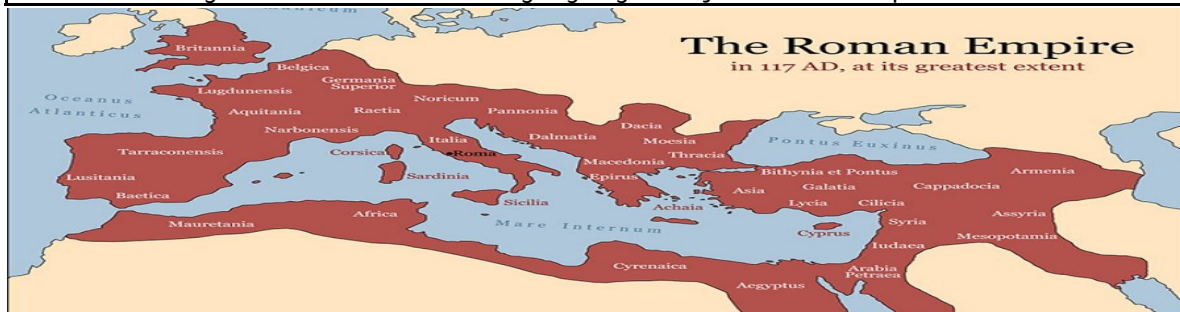 The Roman Empire
in 117 AD, at its greatest extent
Britannia
Belgica
Germania
Superior
Lugdunensis
Oceanus
Atlanticus
Aquitania
Raetia
Noricum
Pannonia
Narbonensis
Italia
Dalmatia
Dacia
Moesia
Pontus Euxinus
Tarraconensis
Corsica
Roma
Macedonia
Thracia
Bithynia et Pontus
Armenia
Lusitania
Sardinia
Epirus
Asia
Galatia
Cappadocia
Baetica
Sicilia
Achaia
Lycia
Cilicia
Mauretania
Africa
Mare Internum
Cyprus
Syria
Assyria
Iudaea
Mesopotamia
Cyrenaica
Arabia
Petraea
Aegyptus